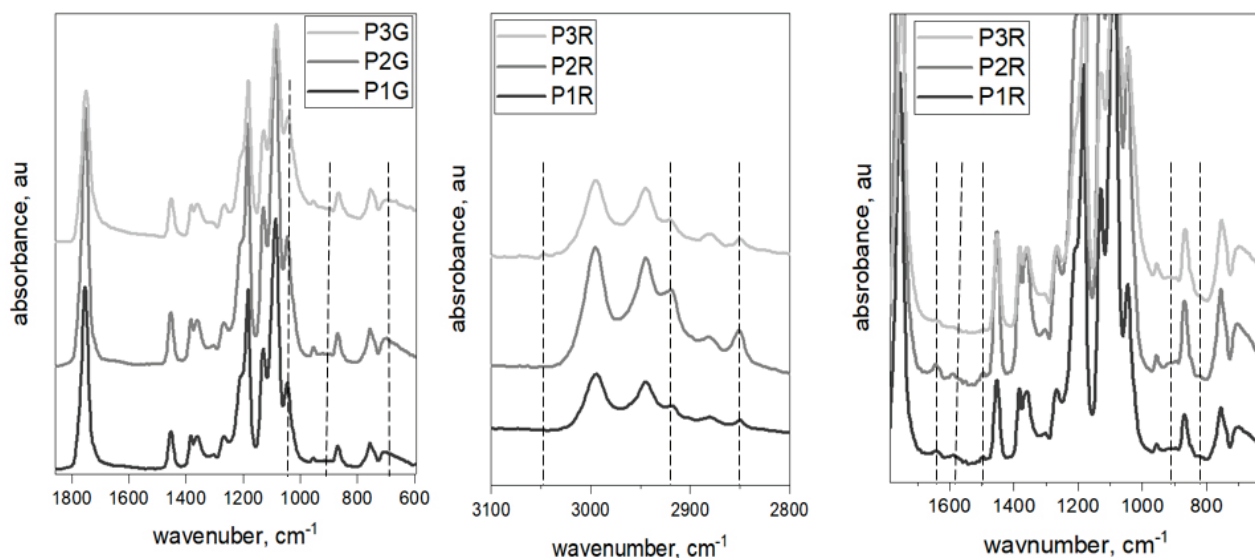 P3G
P2G
P1G
absorbance, au
1800 1600 1400 1200 1000 800 600
wavenuber, cm-1
P3R
P2R
P1R
absrobance, au
3100 3000 2900 2800
wavenumber, cm-1
P3R
P2R
P1R
absrobance, au
1600 1400 1200 1000 800
wavnumber, cm-1